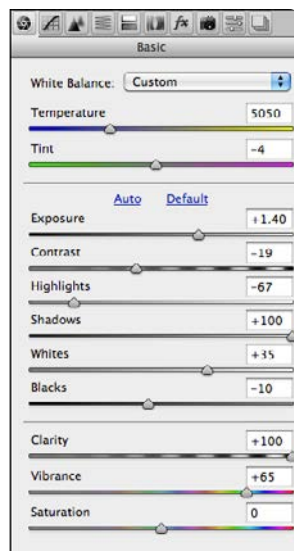 fx
Basic
White Balance: Custom
Temperature 5050
Tint -4
Auto Default
Exposure +1.40
Contrast -19
Highlights -67
Shadows +100
Whites +35
Blacks -10
Clarity +100
Vibrance +65
Saturation 0